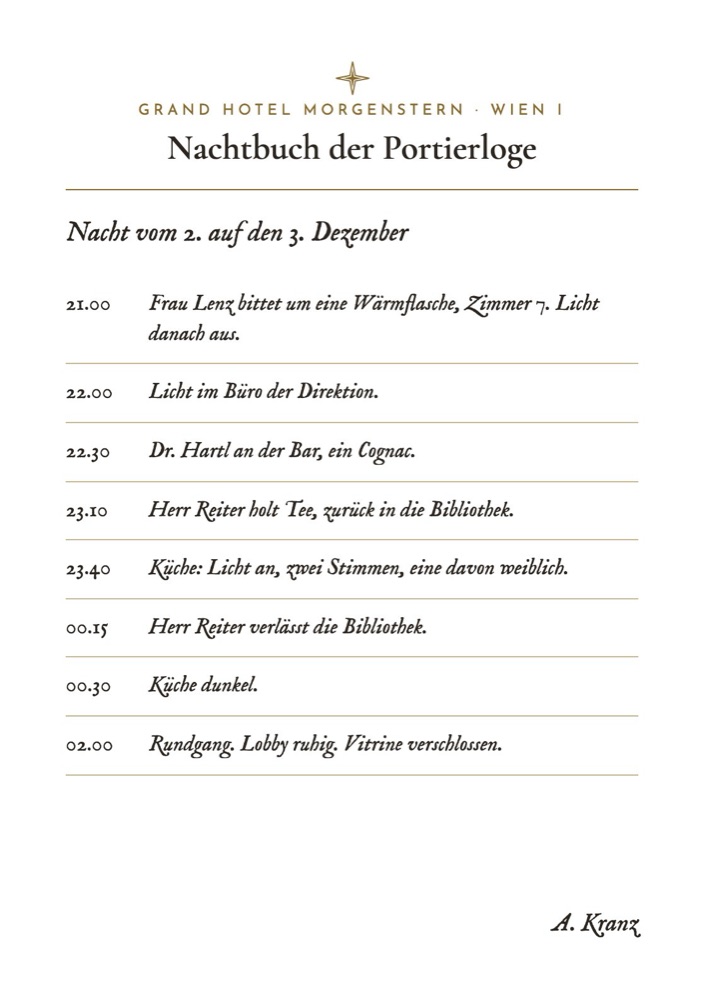 GRAND HOTEL MORGENSTERN · WIEN I
Nachtbuch der Portierloge
Nacht vom 2. auf den 3. Dezember
21.00 Frau Lenz bittet um eine Wärmflasche, Zimmer 7. Licht
danach aus.
22.00 Licht im Büro der Direktion.
22.30 Dr. Hartl an der Bar, ein Cognac.
23.10 Herr Reiter holt Tee, zurück in die Bibliothek.
23.40 Küche: Licht an, zwei Stimmen, eine davon weiblich.
00.15 Herr Reiter verlässt die Bibliothek.
00.30 Küche dunkel.
02.00 Rundgang. Lobby ruhig. Vitrine verschlossen.
A. Kranz